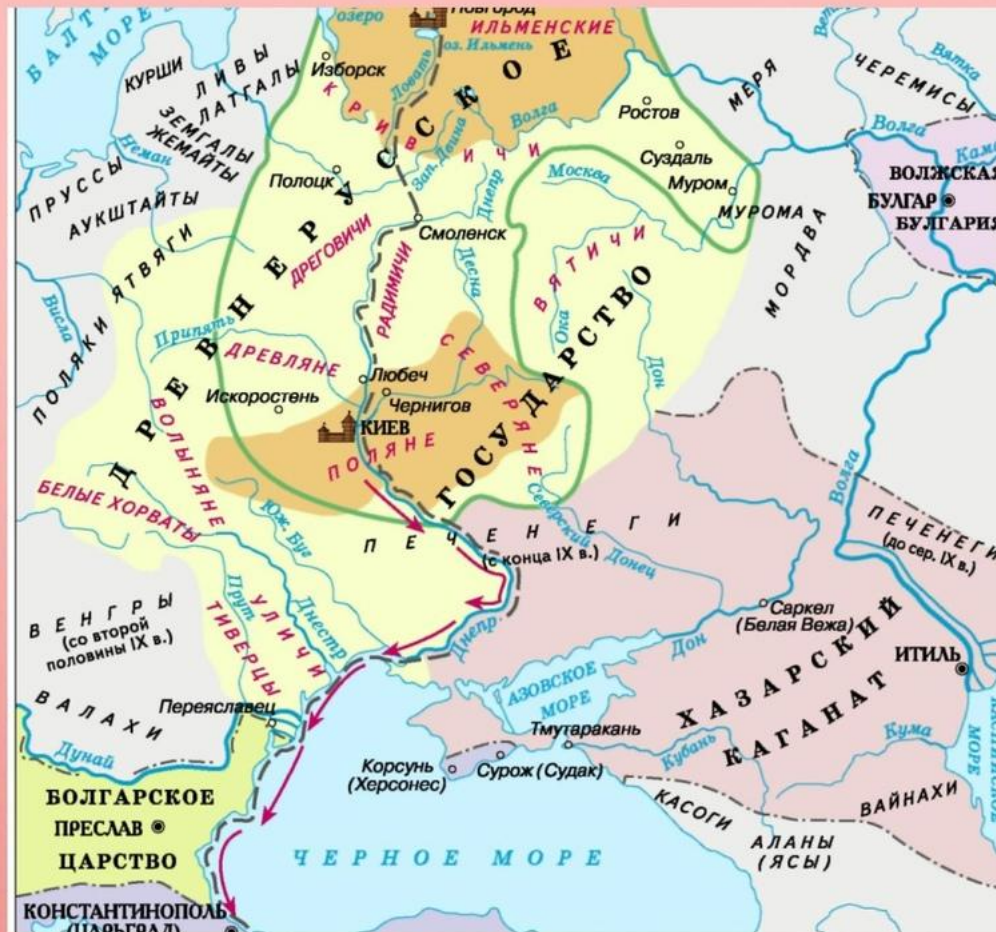 БАЛТ
МОРЕ
озеро
Новгород
ИЛЬМЕНСКИЕ
оз. Ильмень
Изборск
Ловать
КРИВИЧИ
КУРШИ
ЛИВЫ
ЛАТГАЛЫ
ЗЕМГАЛЫ
ЖЕМАЙТЫ
Неман
ПРУССЫ
АУКШТАЙТЫ
ЯТВЯГИ
ПОЛЯКИ
Висла
Полоцк
Зап. Двина
Волга
Днепр
Смоленск
Ростов
Суздаль
Муром
МУРОМА
Москва
МЕРЯ
Вятка
ЧЕРЕМИСЫ
Волга
Кама
ВОЛЖСКАЯ
БУЛГАР
БУЛГАРИЯ
МОРДВА
ДРЕВНЕРУССКОЕ
ГОСУДАРСТВО
ДРЕГОВИЧИ
РАДИМИЧИ
Десна
ВЯТИЧИ
Ока
Дон
Припять
ДРЕВЛЯНЕ
Любеч
Чернигов
Искоростень
КИЕВ
ПОЛЯНЕ
СЕВЕРЯНЕ
ВОЛЫНЯНЕ
БЕЛЫЕ ХОРВАТЫ
Юж. Буг
Северский Донец
ПЕЧЕНЕГИ
(с конца IX в.)
Волга
ПЕЧЕНЕГИ
(до сер. IX в.)
Прут
УЛИЧИ
ТИВЕРЦЫ
Днестр
Днепр
ВЕНГРЫ
(со второй
половины IX в.)
ВАЛАХИ
Переяславец
Дунай
Саркел
(Белая Вежа)
Дон
АЗОВСКОЕ
МОРЕ
ХАЗАРСКИЙ
КАГАНАТ
ИТИЛЬ
Тмутаракань
Кубань
Кума
Корсунь
(Херсонес)
Сурож (Судак)
КАСОГИ
АЛАНЫ
(ЯСЫ)
ВАЙНАХИ
МОРЕ
БОЛГАРСКОЕ
ПРЕСЛАВ
ЦАРСТВО
ЧЕРНОЕ МОРЕ
КОНСТАНТИНОПОЛЬ
(ЦАРЬГРАД)